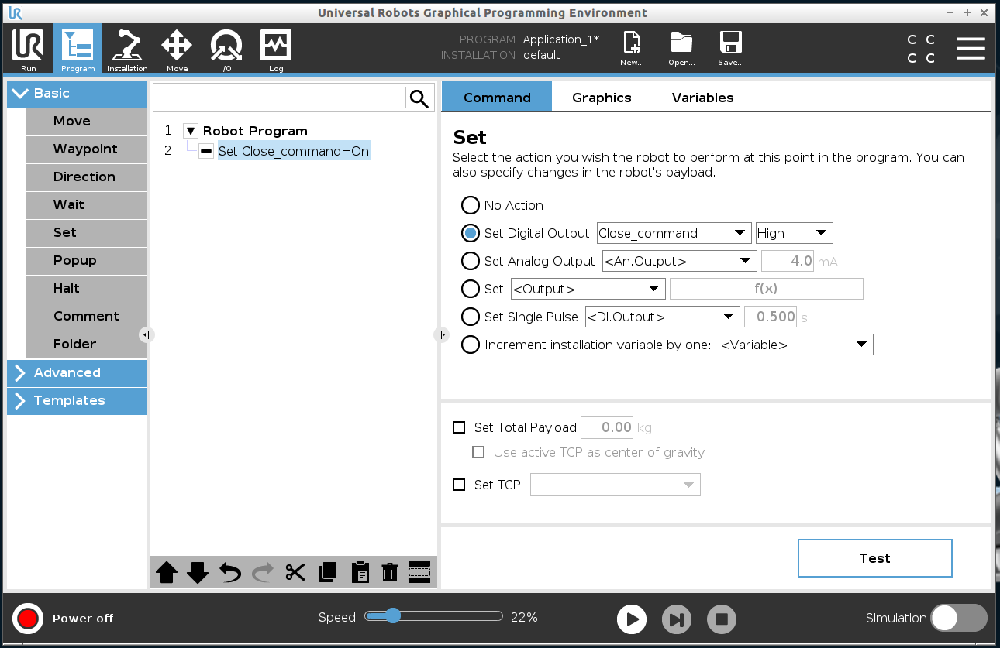 UR Universal Robots Graphical Programming Environment
UR
Run
Program
Installation
Move
I/O
Log
PROGRAM Application_1*
INSTALLATION default
New...
Open...
Save...
C C
C C
Basic
Move
Waypoint
Direction
Wait
Set
Popup
Halt
Comment
Folder
Advanced
Templates
1 Robot Program
2 Set Close_command=On
Command Graphics Variables
Set
Select the action you wish the robot to perform at this point in the program. You can
also specify changes in the robot's payload.
No Action
Set Digital Output Close_command High
Set Analog Output <An.Output> 4.0 mA
Set <Output> f(x)
Set Single Pulse <Di.Output> 0.500 s
Increment installation variable by one: <Variable>
Set Total Payload 0.00 kg
Use active TCP as center of gravity
Set TCP
Test
Power off
Speed 22%
Simulation